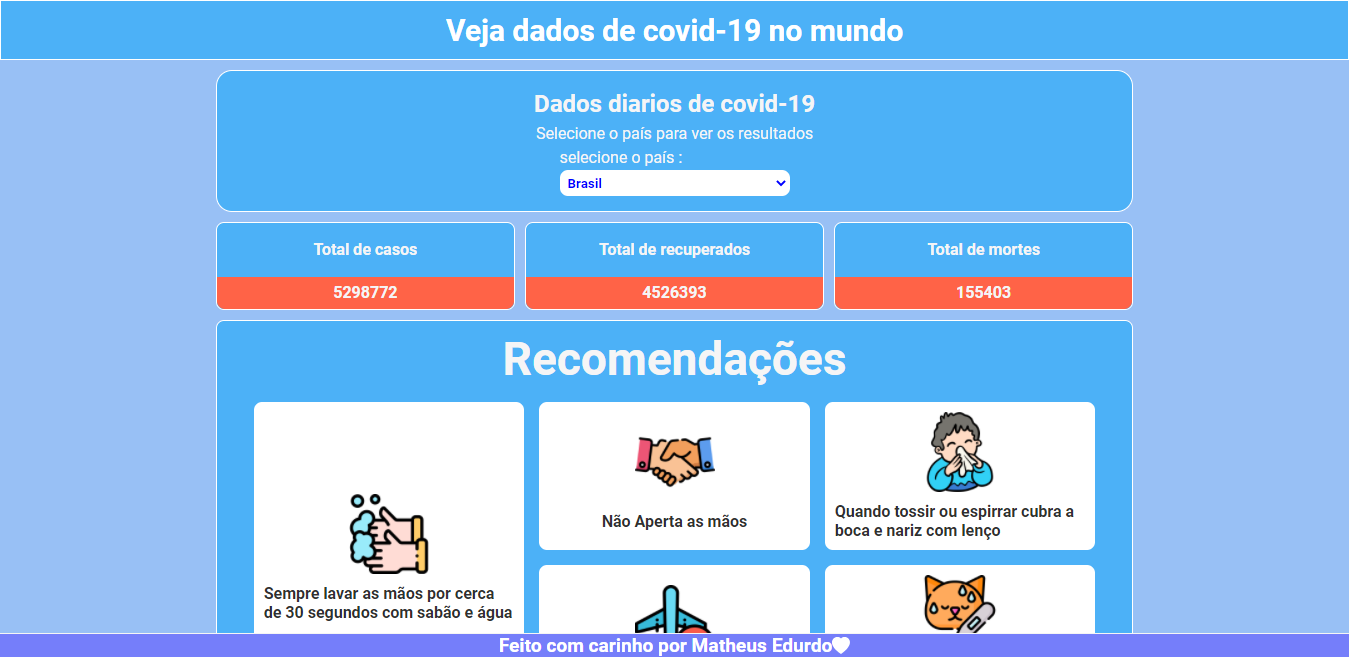 Veja dados de covid-19 no mundo
Dados diarios de covid-19
Selecione o país para ver os resultados
selecione o país :
Brasil
Total de casos
5298772
Total de recuperados
4526393
Total de mortes
155403
Recomendações
Sempre lavar as mãos por cerca
de 30 segundos com sabão e água
Não Aperta as mãos
Quando tossir ou espirrar cubra a
boca e nariz com lenço
Feito com carinho por Matheus Edurdo